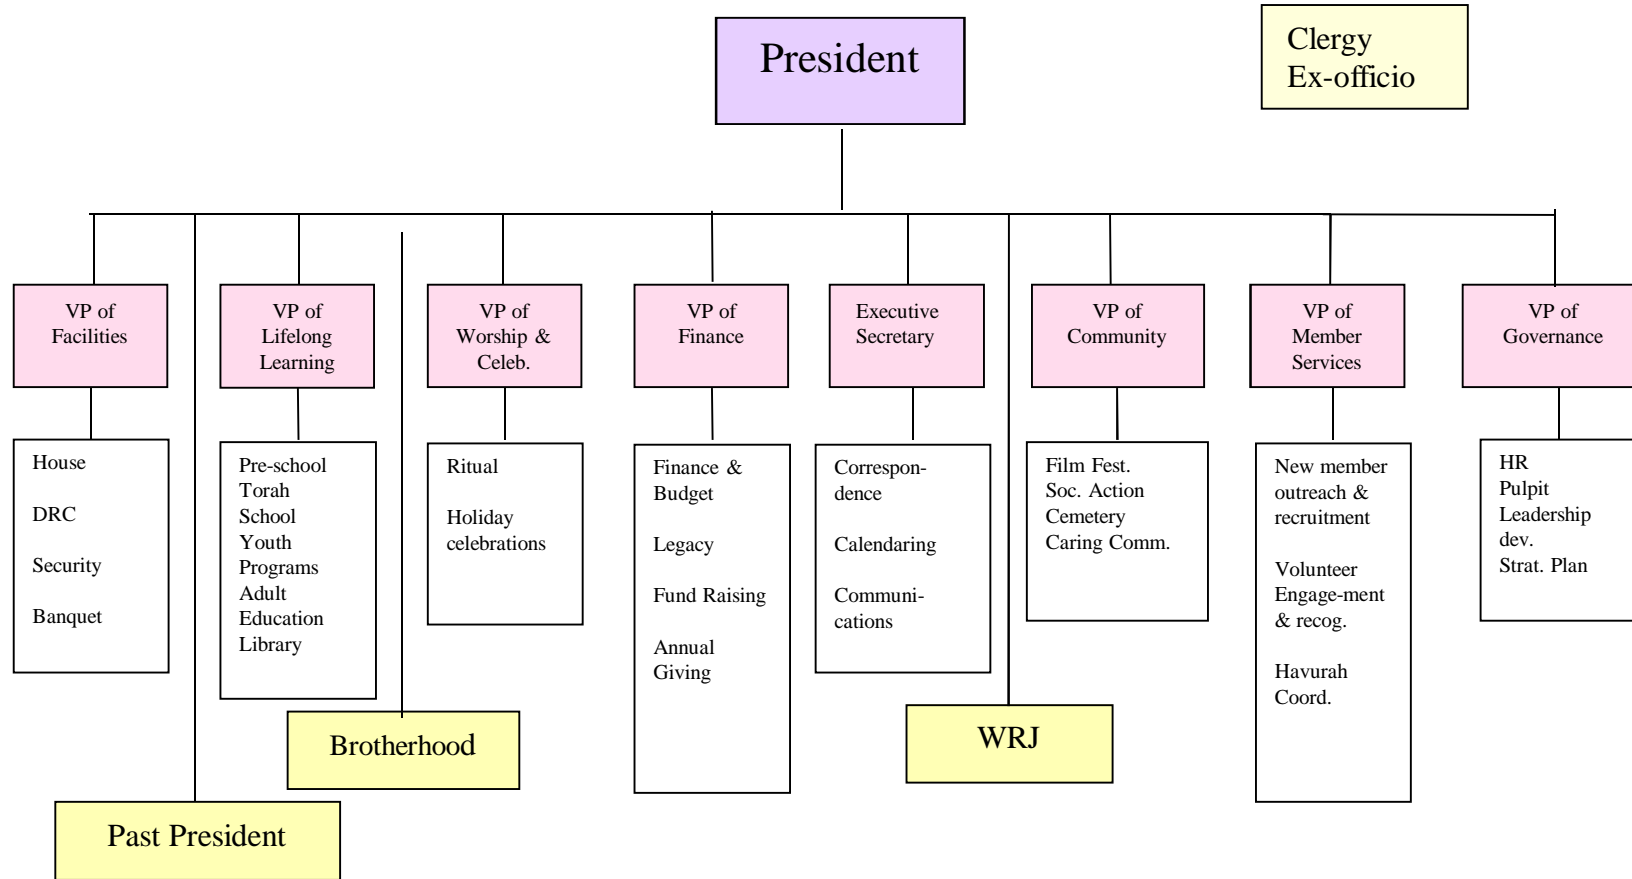 President
Clergy
Ex-officio
VP of
Facilities
VP of
Lifelong
Learning
VP of
Worship &
Celeb.
VP of
Finance
Executive
Secretary
VP of
Community
VP of
Member
Services
VP of
Governance
House
DRC
Security
Banquet
Pre-school
Torah
School
Youth
Programs
Adult
Education
Library
Ritual
Holiday
celebrations
Finance &
Budget
Legacy
Fund Raising
Annual
Giving
Correspon-
dence
Calendaring
Communi-
cations
Film Fest.
Soc. Action
Cemetery
Caring Comm.
New member
outreach &
recruitment
Volunteer
Engage-ment
& recog.
Havurah
Coord.
HR
Pulpit
Leadership
dev.
Strat. Plan
Brotherhood
WRJ
Past President